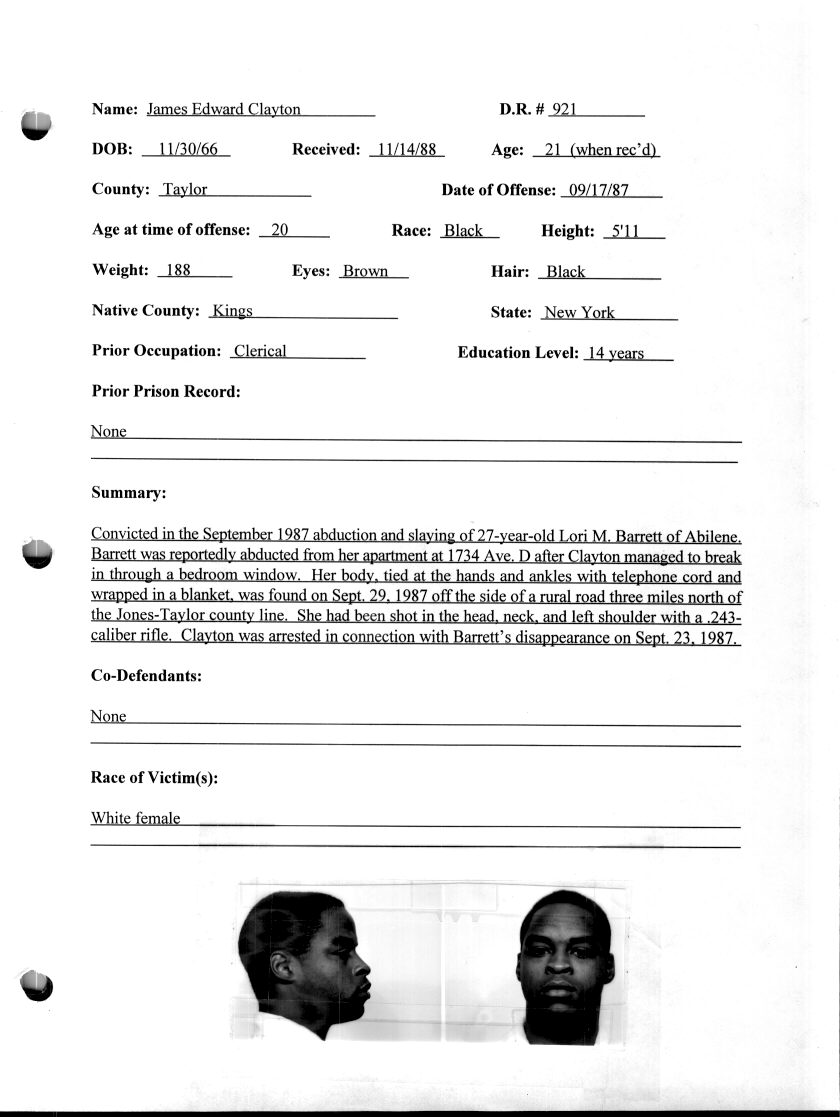 Name: James Edward Clayton D.R. # 921
DOB: 11/30/66 Received: 11/14/88 Age: 21 (when rec'd)
County: Taylor Date of Offense: 09/17/87
Age at time of offense: 20 Race: Black Height: 5'11
Weight: 188 Eyes: Brown Hair: Black
Native County: Kings State: New York
Prior Occupation: Clerical Education Level: 14 years
Prior Prison Record:
None
Summary:
Convicted in the September 1987 abduction and slaying of 27-year-old Lori M. Barrett of Abilene.
Barrett was reportedly abducted from her apartment at 1734 Ave. D after Clayton managed to break
in through a bedroom window. Her body, tied at the hands and ankles with telephone cord and
wrapped in a blanket, was found on Sept. 29, 1987 off the side of a rural road three miles north of
the Jones-Taylor county line. She had been shot in the head, neck, and left shoulder with a .243-
caliber rifle. Clayton was arrested in connection with Barrett's disappearance on Sept. 23, 1987.
Co-Defendants:
None
Race of Victim(s):
White female